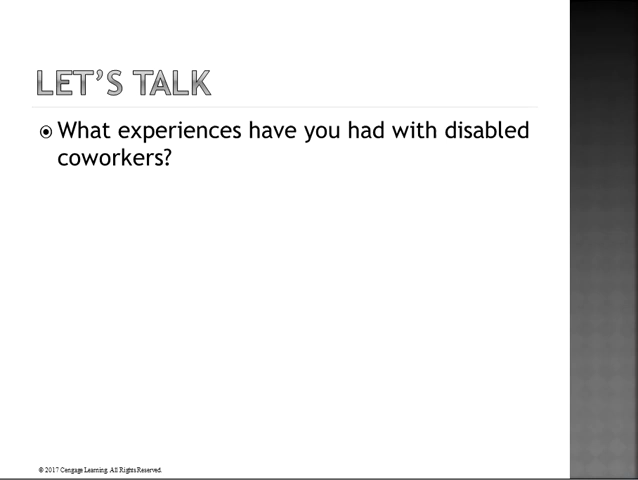 LET'S TALK
What experiences have you had with disabled
coworkers?
© 2017 Cengage Learning. All Rights Reserved.